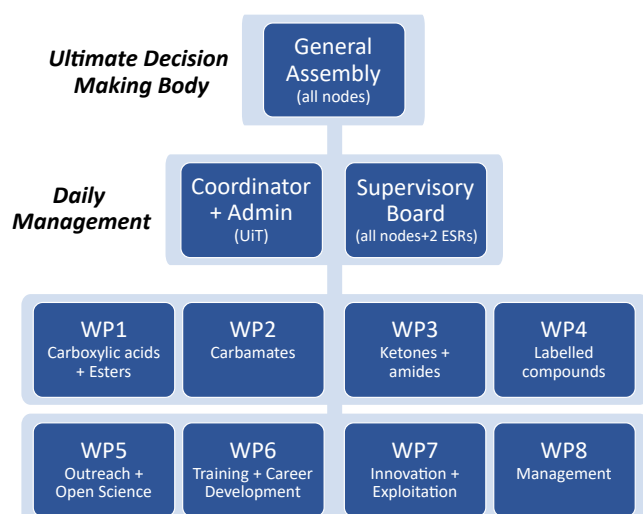 Ultimate Decision
Making Body
General
Assembly
(all nodes)
Daily
Management
Coordinator
+ Admin
(UiT)
Supervisory
Board
(all nodes+2 ESRs)
WP1
Carboxylic acids
+ Esters
WP2
Carbamates
WP3
Ketones +
amides
WP4
Labelled
compounds
WP5
Outreach +
Open Science
WP6
Training + Career
Development
WP7
Innovation +
Exploitation
WP8
Management